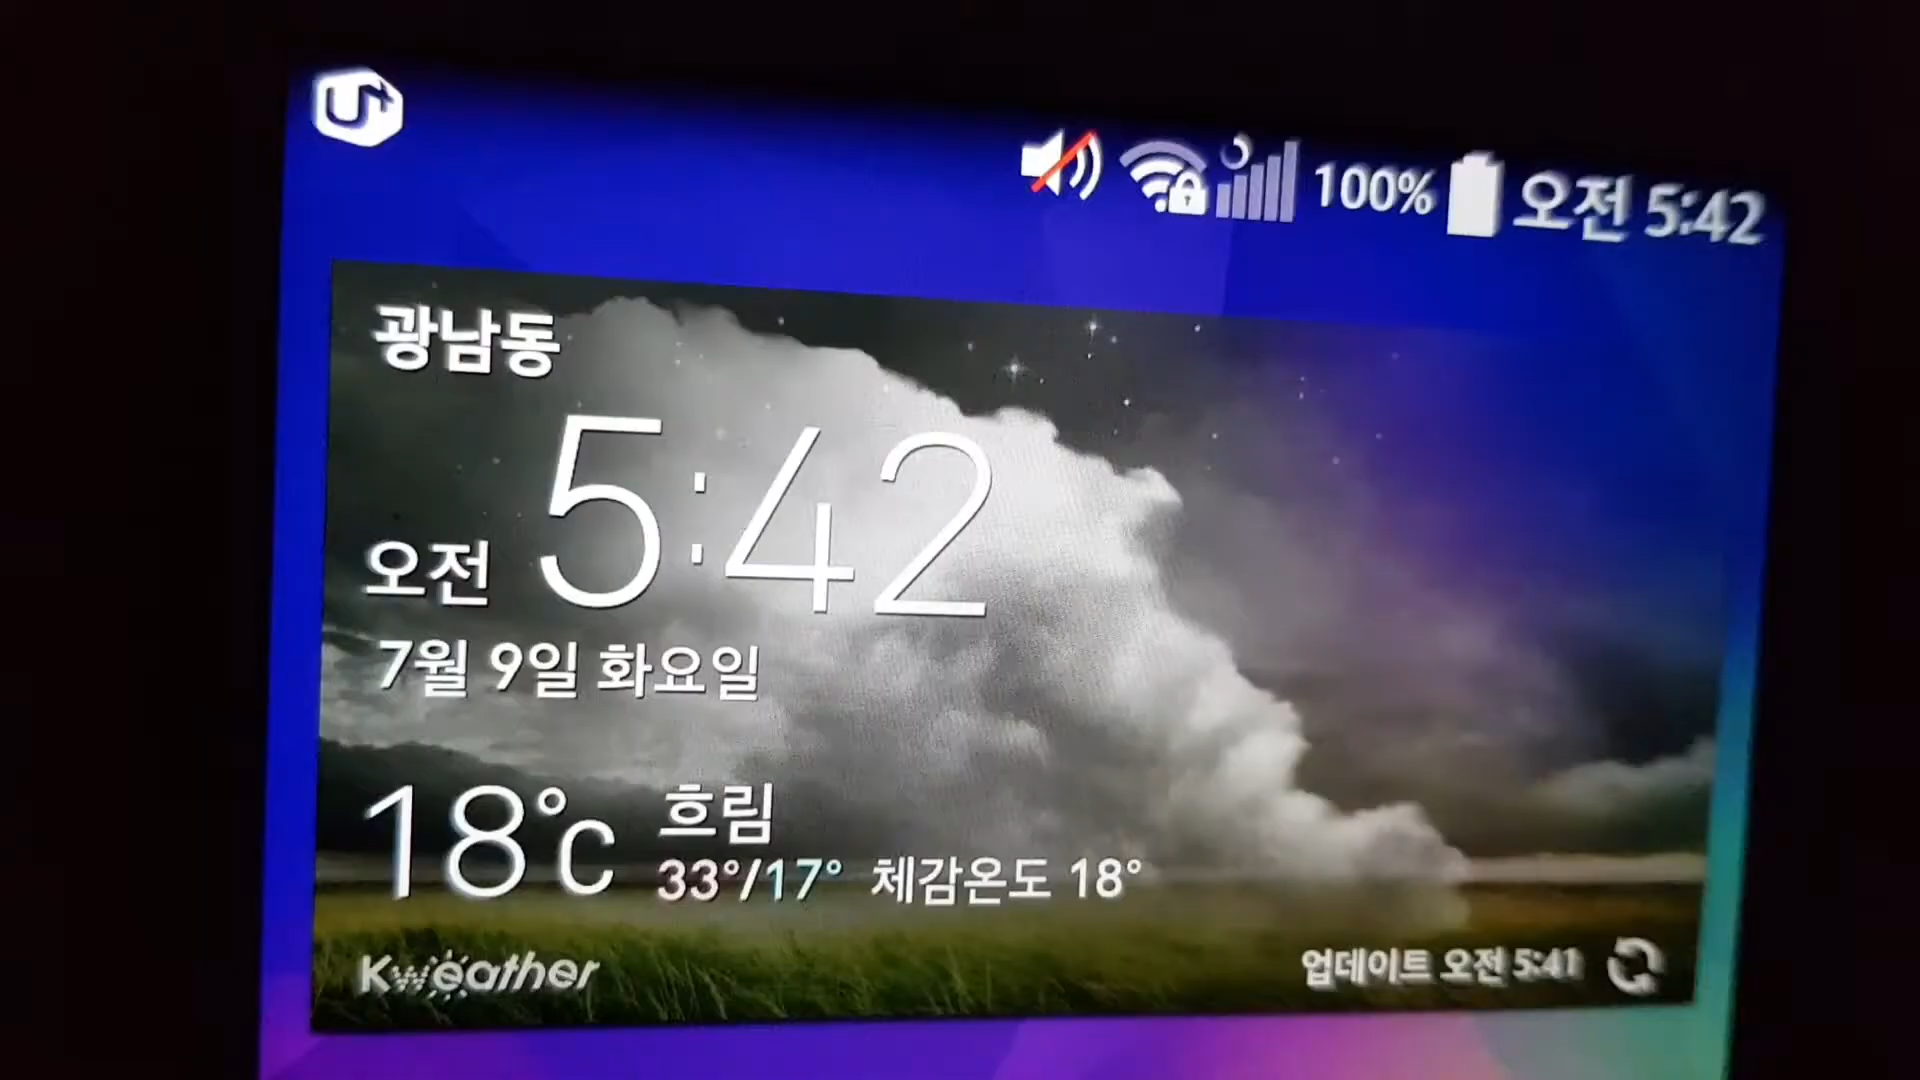 U+
100% 오전 5:42
광남동
오전 5:42
7월 9일 화요일
18°C 흐림
33°/17° 체감온도 18°
Kweather
업데이트 오전 5:41